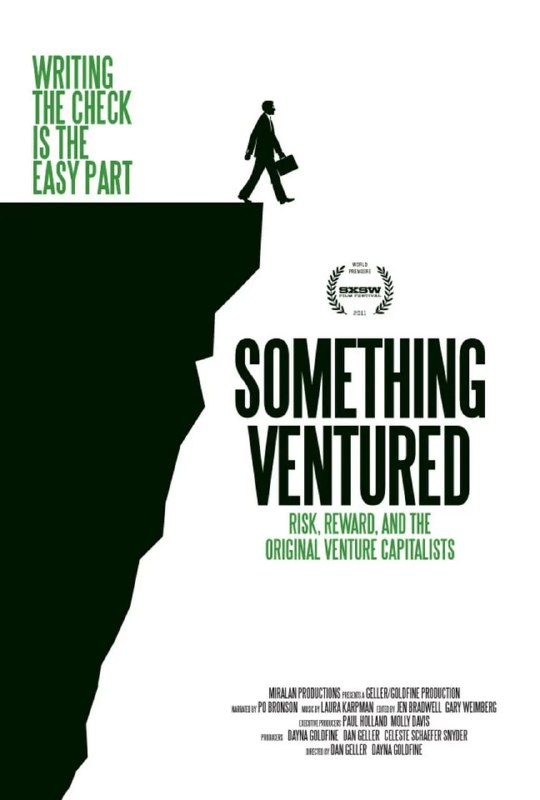 WRITING
THE CHECK
IS THE
EASY PART
WORLD
PREMIERE
SXSW
FILM FESTIVAL
2011
SOMETHING
VENTURED
RISK, REWARD, AND THE
ORIGINAL VENTURE CAPITALISTS
MIRALAN PRODUCTIONS PRESENTS A GELLER/GOLDFINE PRODUCTION
NARRATED BY PO BRONSON MUSIC BY LAURA KARPMAN EDITED BY JEN BRADWELL GARY WEIMBERG
EXECUTIVE PRODUCERS PAUL HOLLAND MOLLY DAVIS
PRODUCERS DAYNA GOLDFINE DAN GELLER CELESTE SCHAEFER SNYDER
DIRECTED BY DAN GELLER DAYNA GOLDFINE